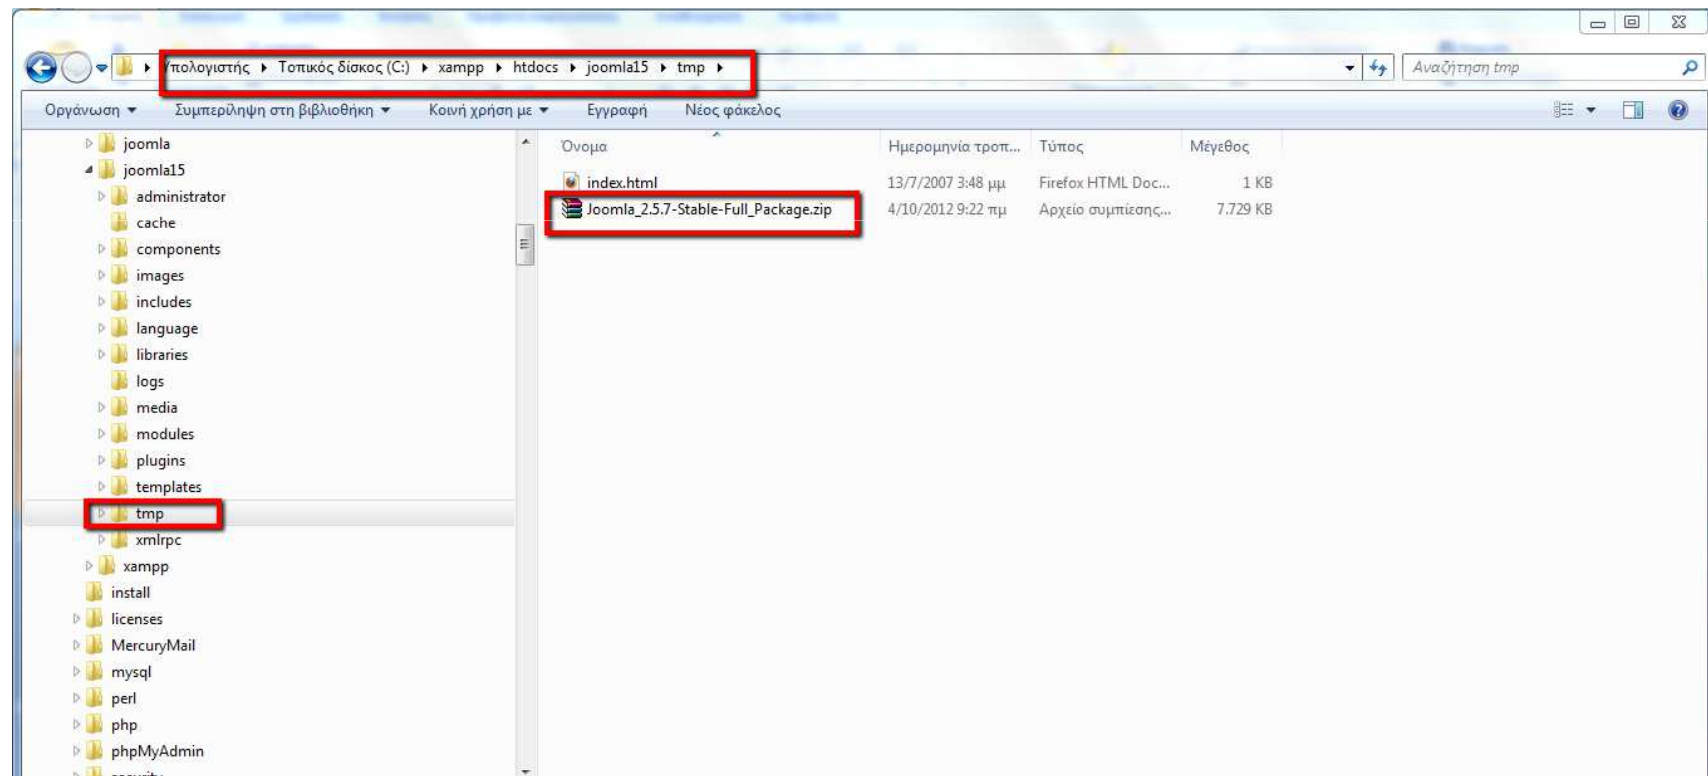 Υπολογιστής Τοπικός δίσκος (C:) xampp htdocs joomla15 tmp
Αναζήτηση tmp
Οργάνωση Συμπερίληψη στη βιβλιοθήκη Κοινή χρήση με Εγγραφή Νέος φάκελος
joomla
joomla15
administrator
cache
components
images
includes
language
libraries
logs
media
modules
plugins
templates
tmp
xmlrpc
xampp
install
licenses
MercuryMail
mysql
perl
php
phpMyAdmin
Όνομα Ημερομηνία τροπ... Τύπος Μέγεθος
index.html 13/7/2007 3:48 μμ Firefox HTML Doc... 1 KB
Joomla_2.5.7-Stable-Full_Package.zip 4/10/2012 9:22 πμ Αρχείο συμπίεσης... 7.729 KB